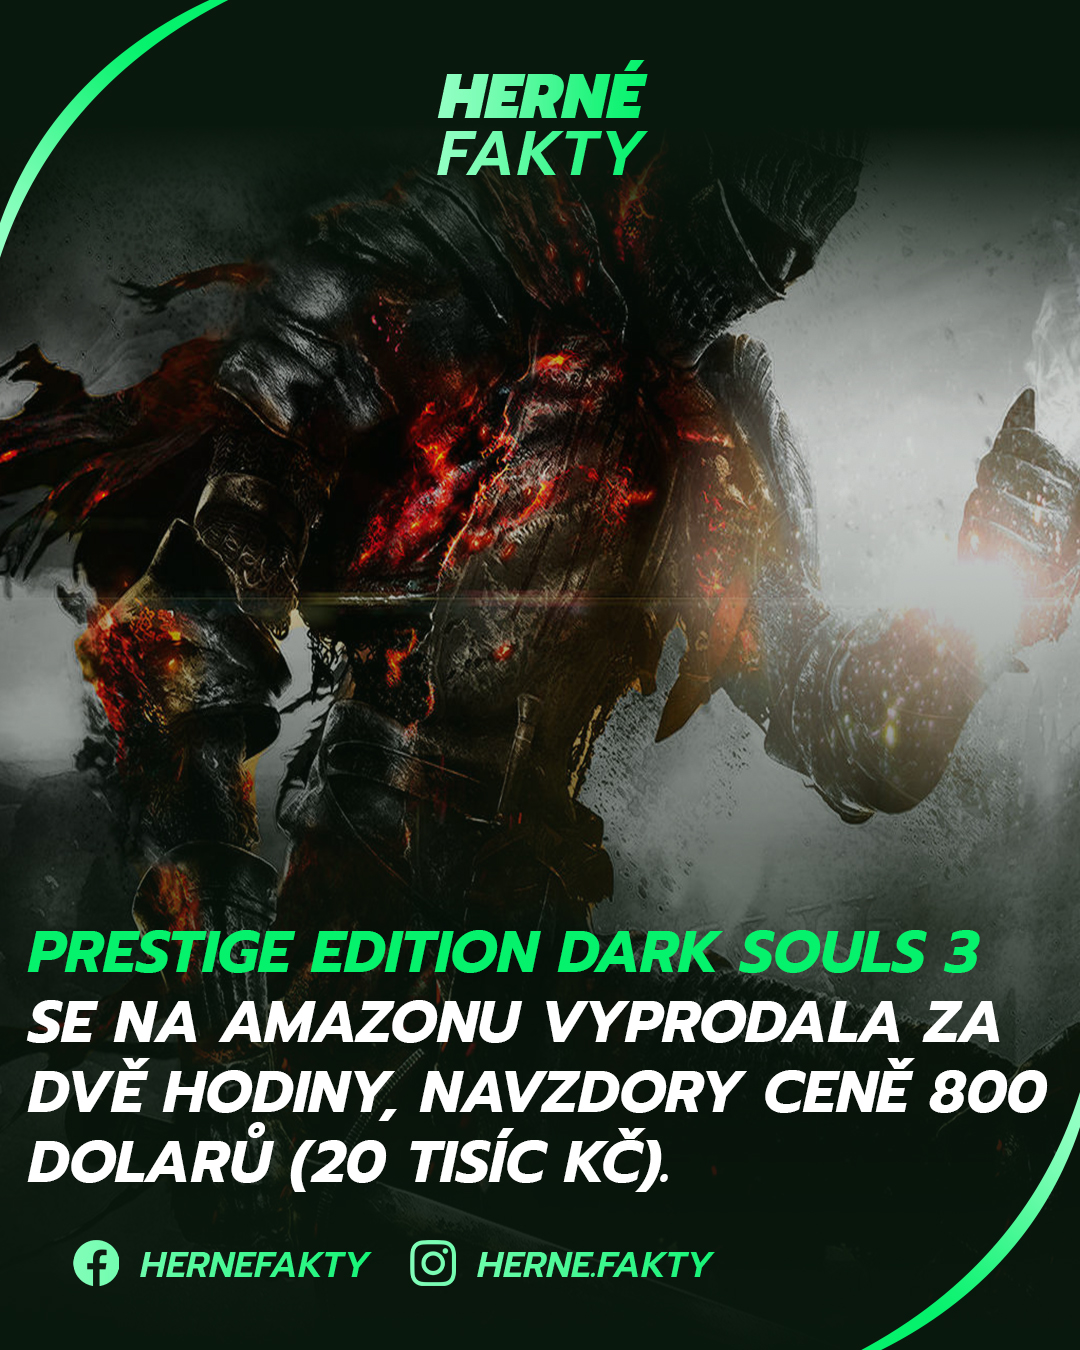 HERNÉ
FAKTY
PRESTIGE EDITION DARK SOULS 3
SE NA AMAZONU VYPRODALA ZA
DVĚ HODINY, NAVZDORY CENĚ 800
DOLARŮ (20 TISÍC KČ).
HERNEFAKTY HERNE.FAKTY